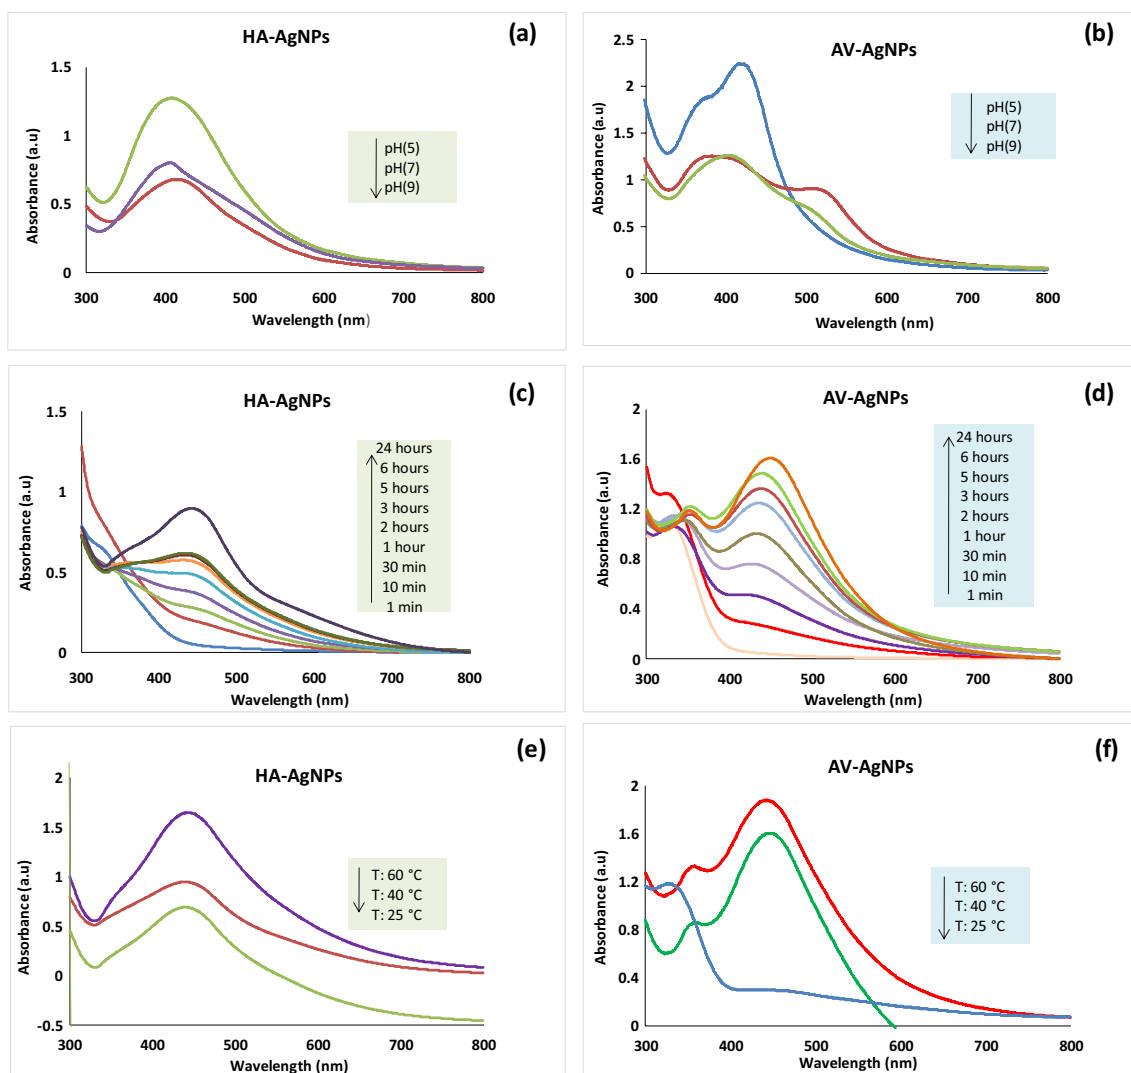 HA-AgNPs
(a)
1.5
1
0.5
0
Absorbance (a.u)
300 400 500 600 700 800
Wavelength (nm)
pH(5)
pH(7)
pH(9)
AV-AgNPs
(b)
2.5
2
1.5
1
0.5
0
Absorbance (a.u)
300 400 500 600 700 800
Wavelength (nm)
pH(5)
pH(7)
pH(9)
HA-AgNPs
(c)
1.5
1
0.5
0
Absorbance (a.u)
300 400 500 600 700 800
Wavelength (nm)
24 hours
6 hours
5 hours
3 hours
2 hours
1 hour
30 min
10 min
1 min
AV-AgNPs
(d)
2
1.6
1.2
0.8
0.4
0
Absorbance (a.u)
300 400 500 600 700 800
Wavelength (nm)
24 hours
6 hours
5 hours
3 hours
2 hours
1 hour
30 min
10 min
1 min
HA-AgNPs
(e)
2
1.5
1
0.5
0
-0.5
Absorbance (a.u)
300 400 500 600 700 800
Wavelength (nm)
T: 60 °C
T: 40 °C
T: 25 °C
AV-AgNPs
(f)
2
1.6
1.2
0.8
0.4
0
Absorbance (a.u)
300 400 500 600 700 800
Wavelength (nm)
T: 60 °C
T: 40 °C
T: 25 °C